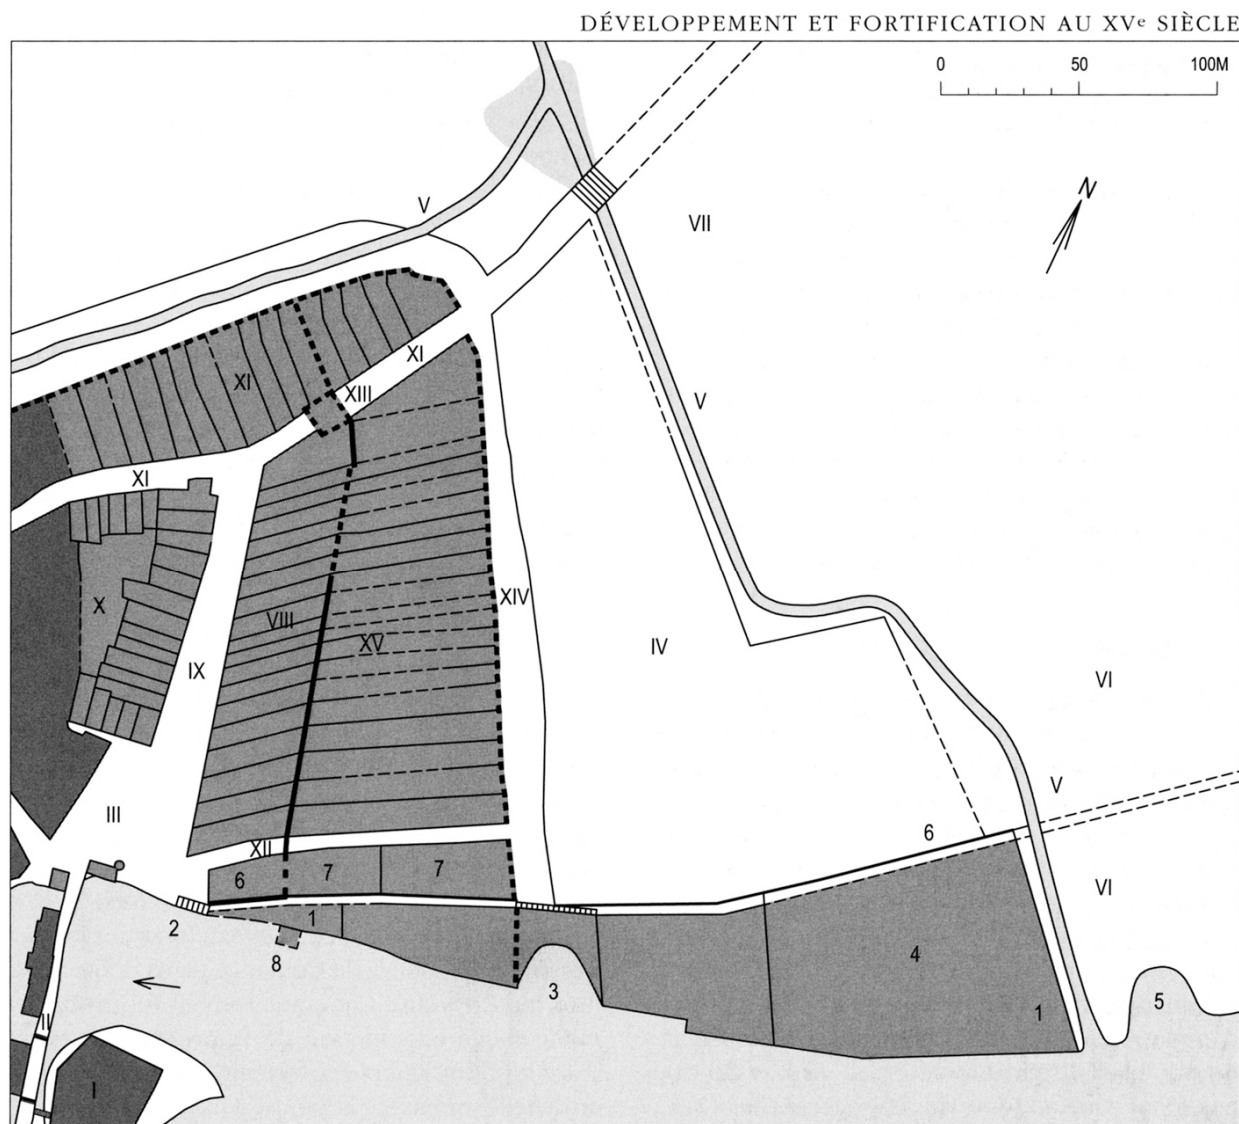 DÉVELOPPEMENT ET FORTIFICATION AU XVe SIÈCLE
0 50 100M
N
V
VII
XI
XI
XIII
V
XI
X
VIII
XV
XIV
IX
IV
VI
V
III
XII
6
6
7
7
VI
1
2
8
3
4
5
1
II
I